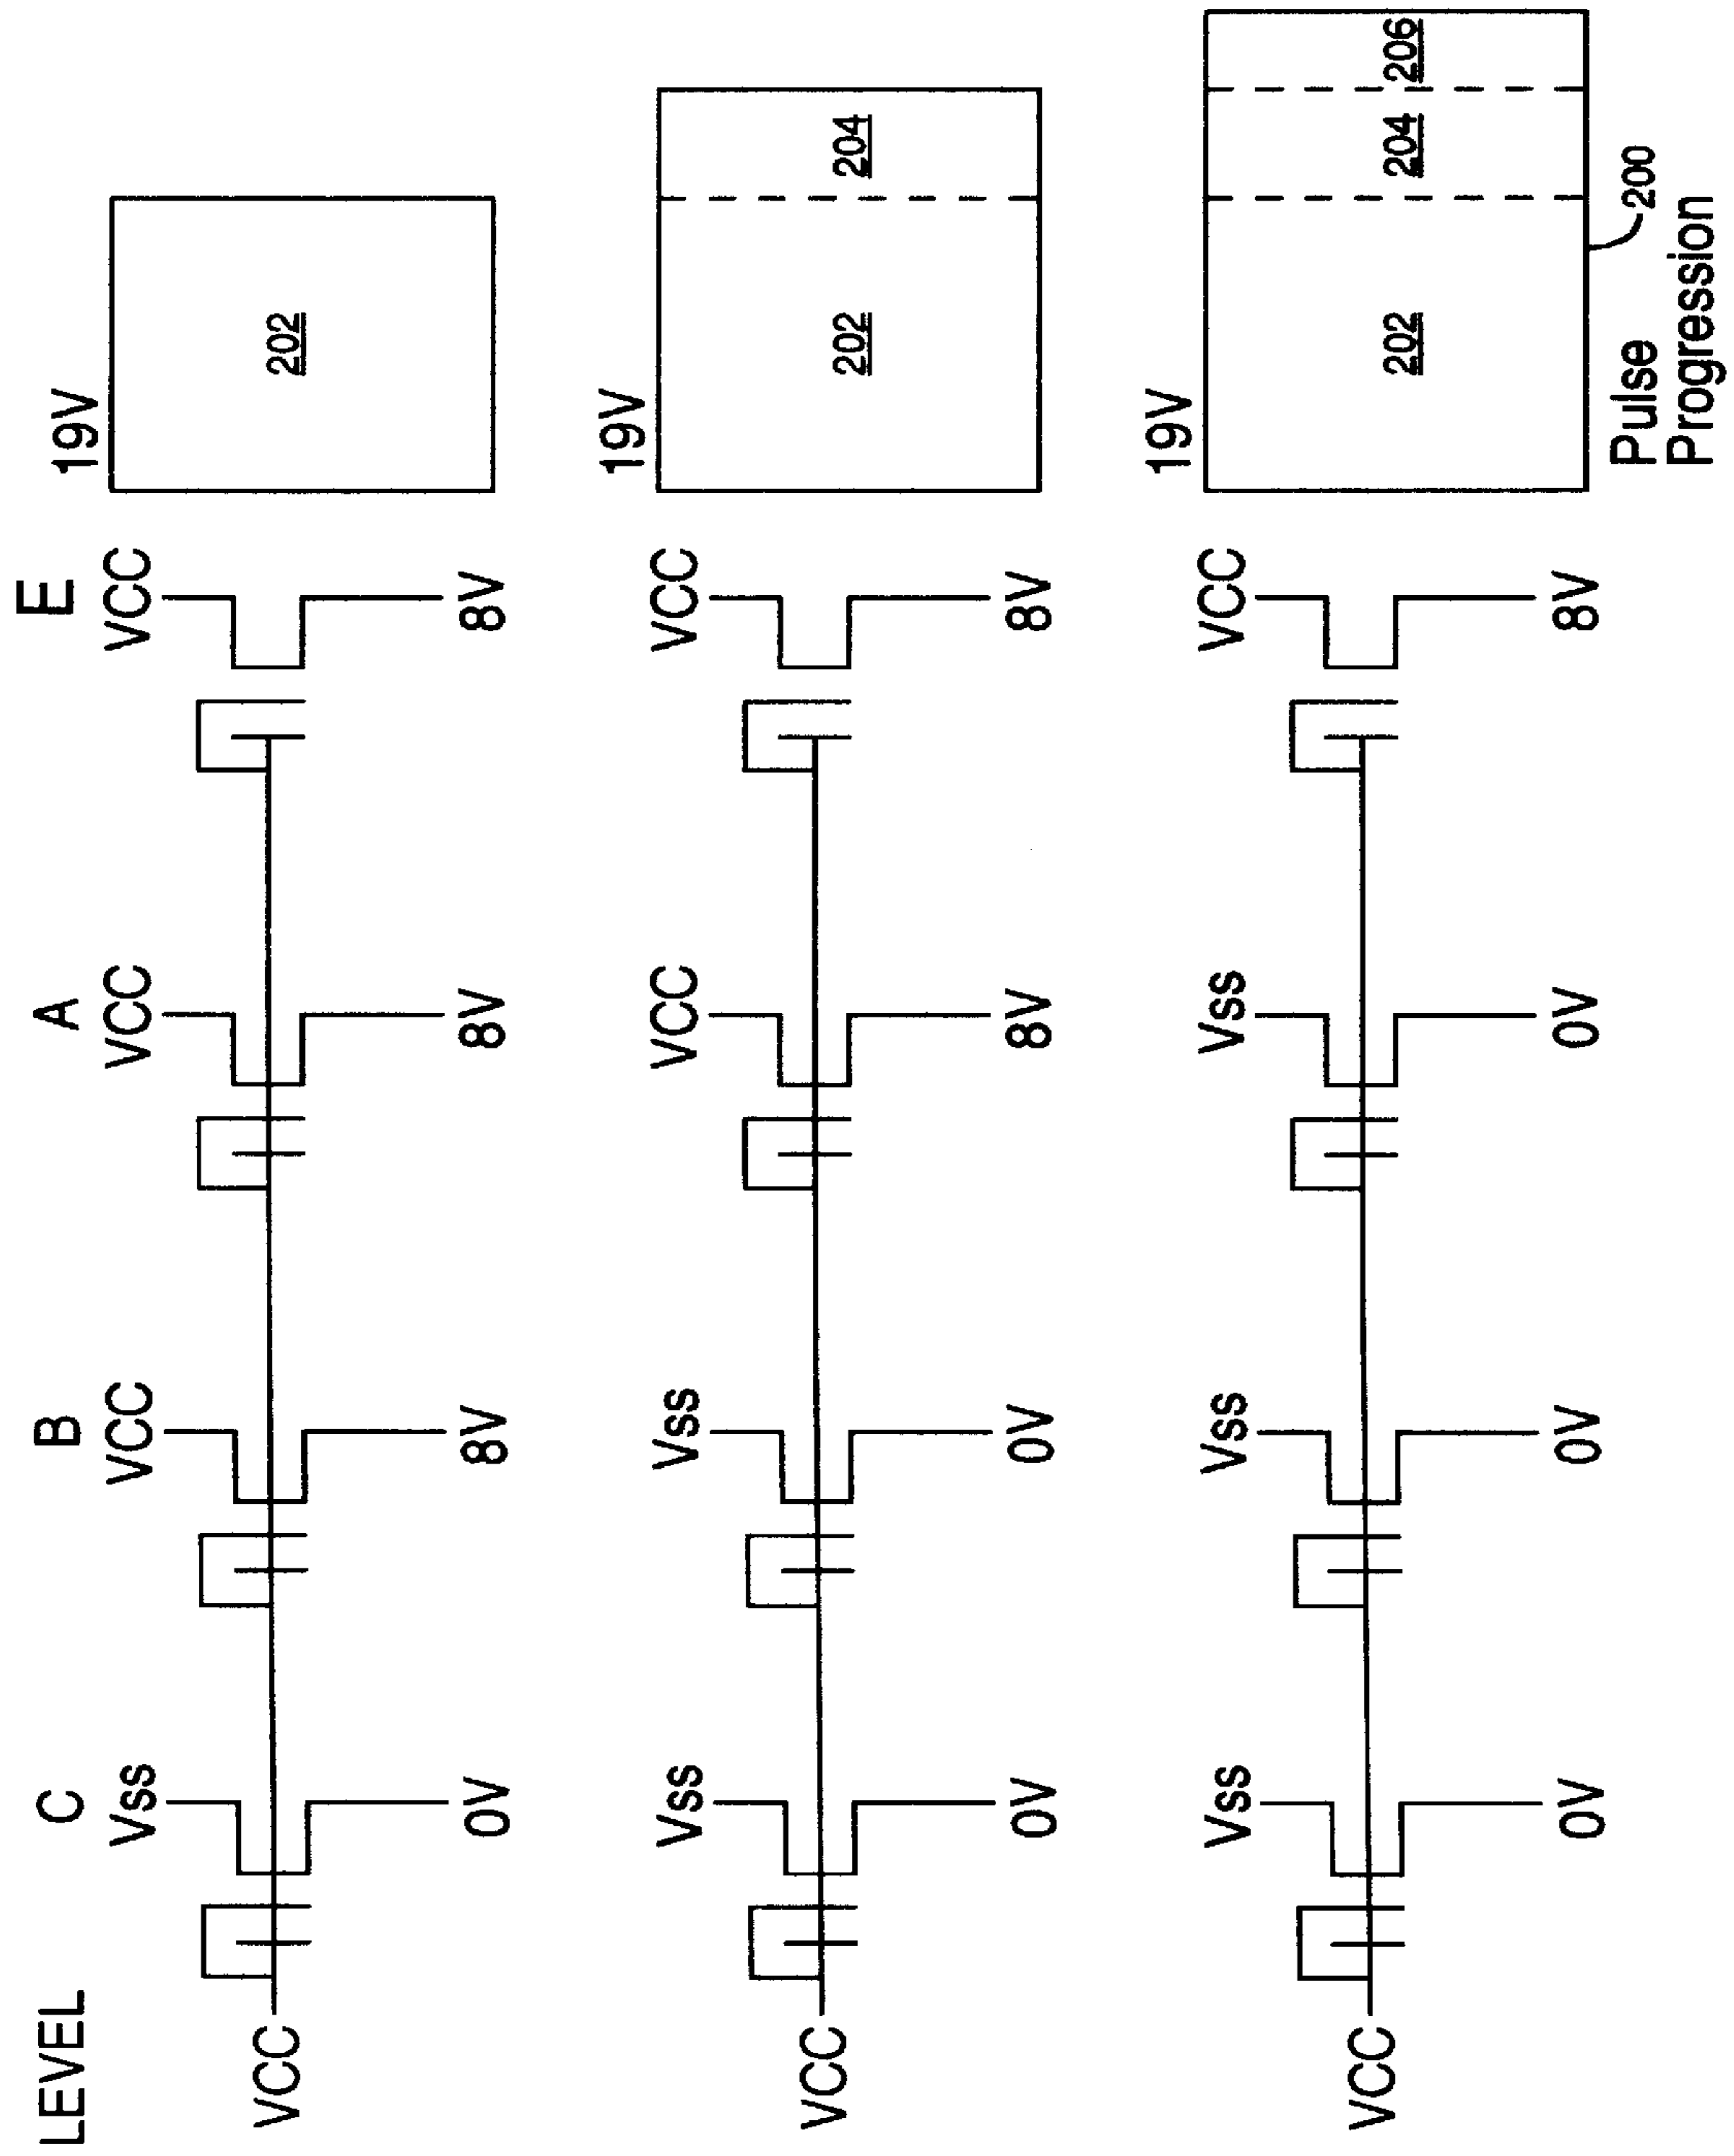 LEVEL C B A E
Vss VCC VCC VCC 19V
VCC 202
0V 8V 8V 8V
Vss Vss VCC VCC 19V
VCC 202 204
0V 0V 8V 8V
Vss Vss Vss VCC 19V
VCC 202 204 206
0V 0V 0V 8V
Pulse 200
Progression